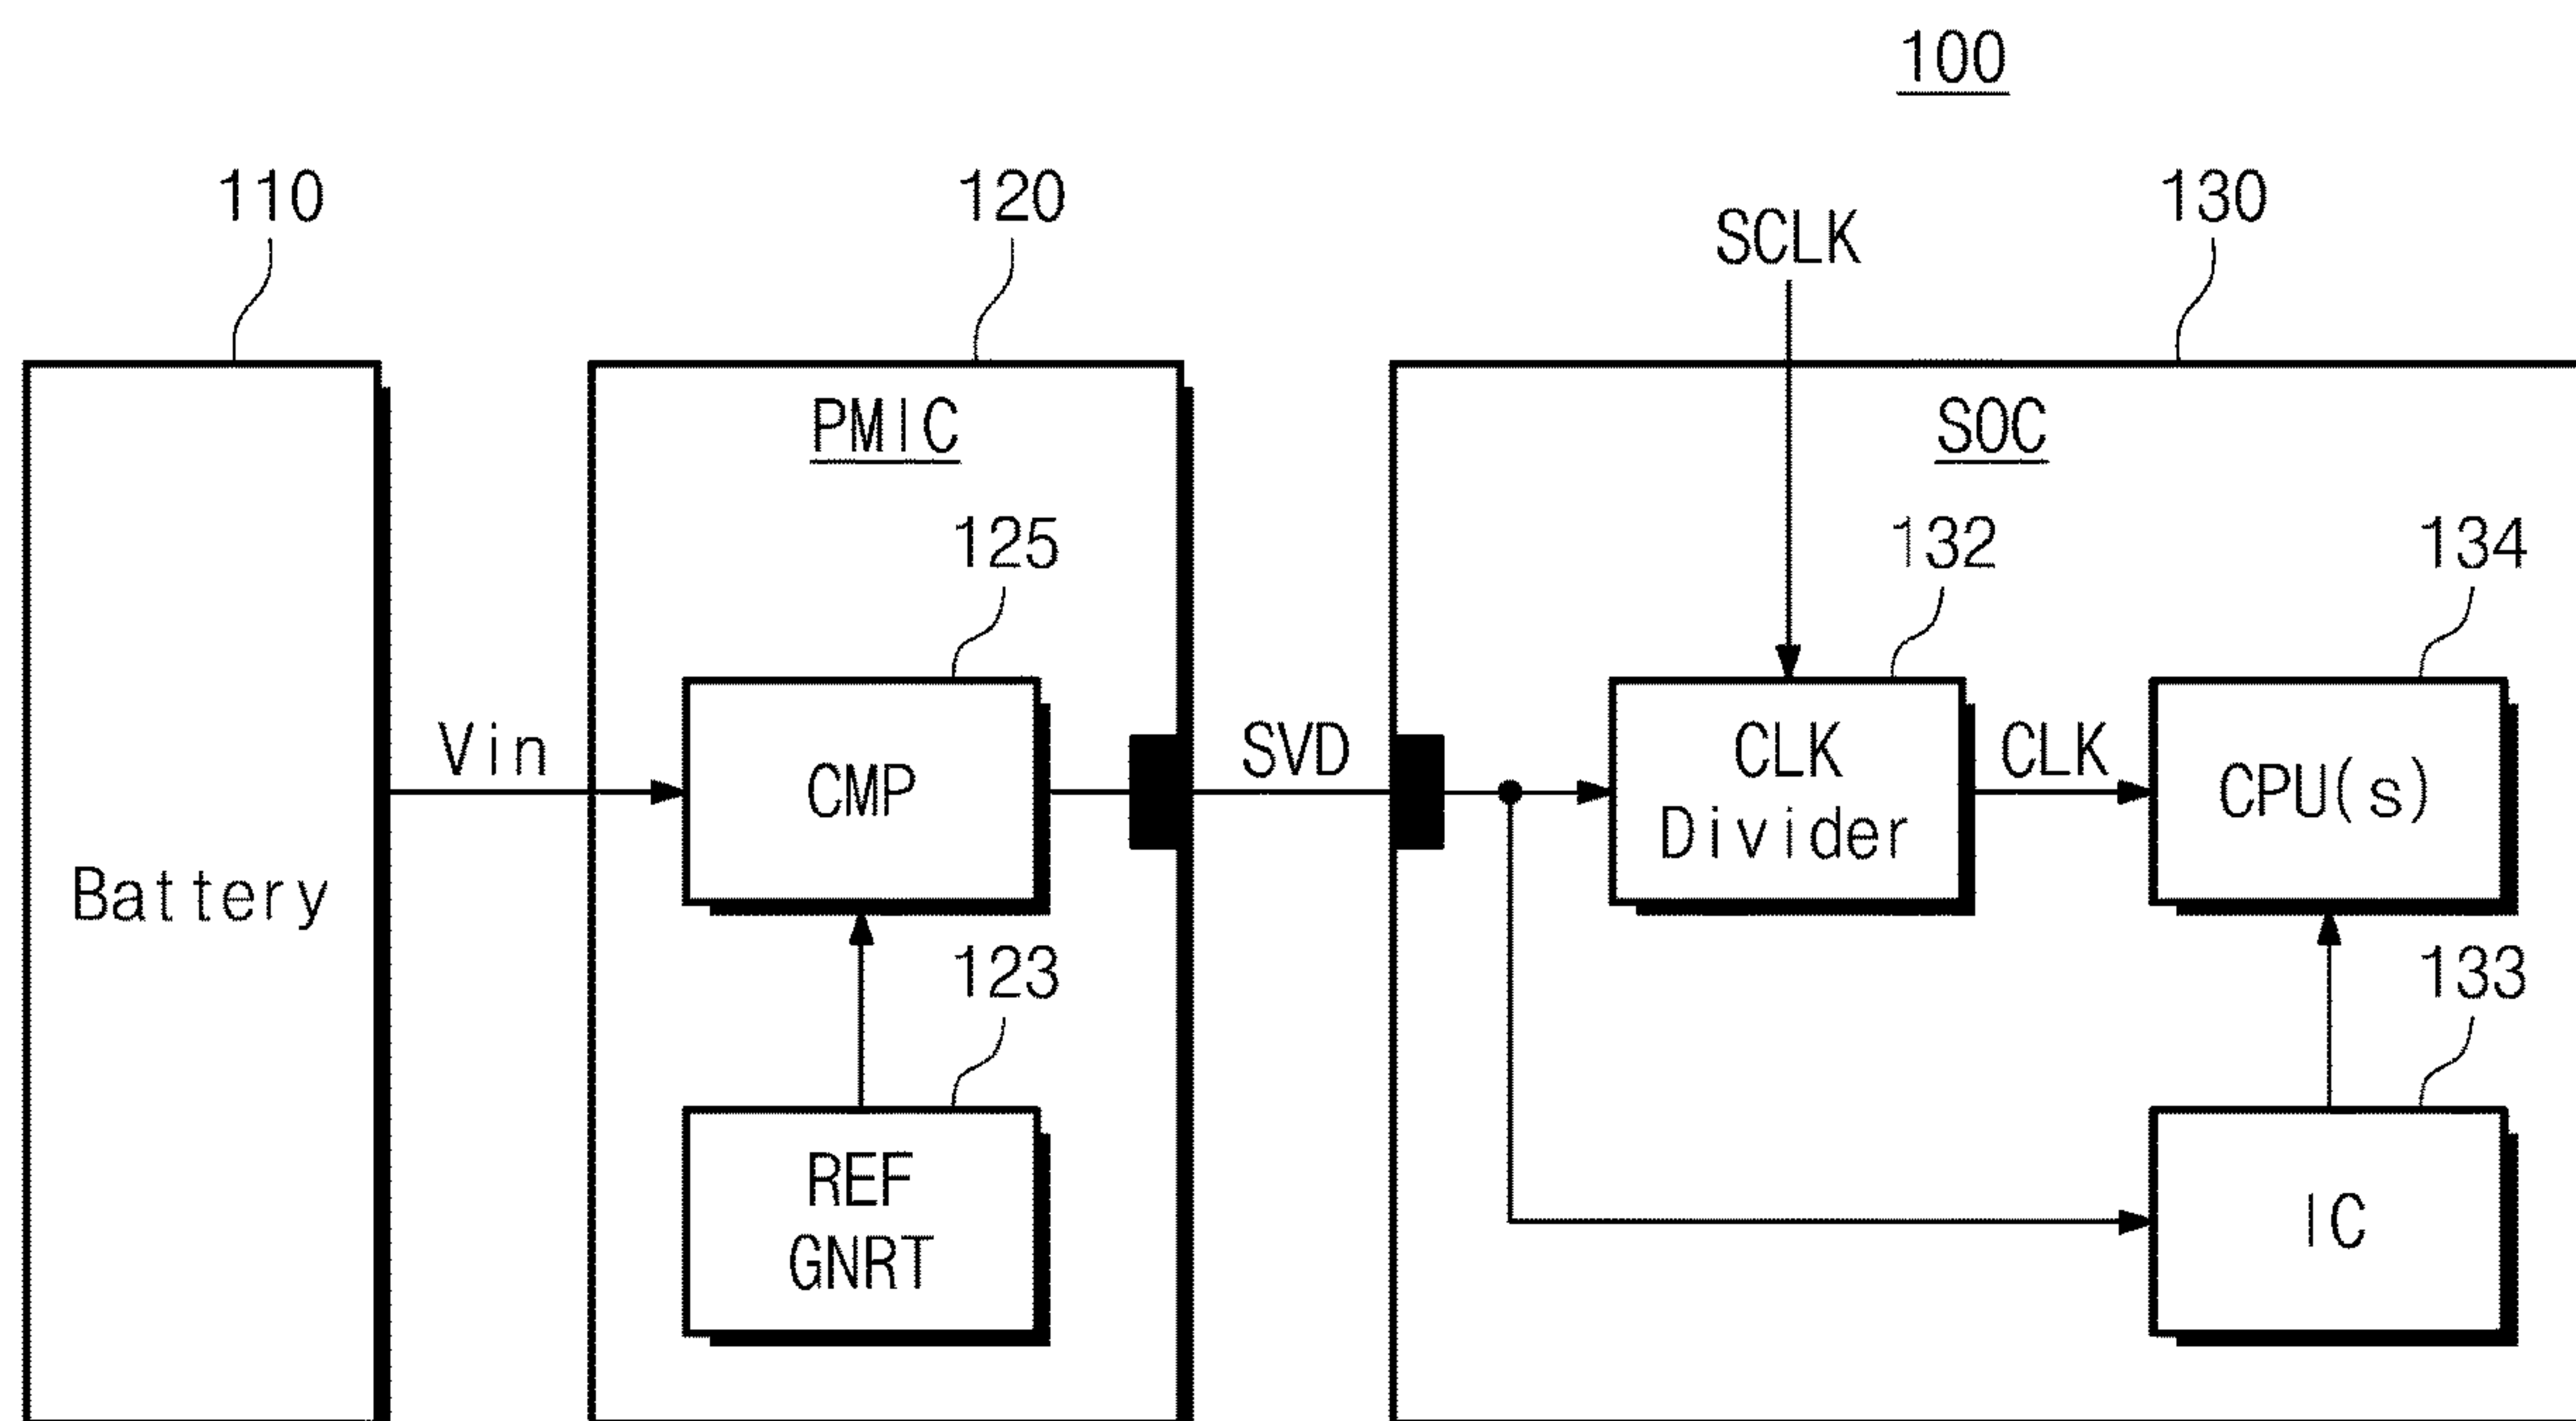 100
110
120
130
SCLK
PMIC
SOC
125
132
134
Vin
CMP
SVD
CLK
Divider
CLK
CPU(s)
Battery
123
133
REF
GNRT
IC